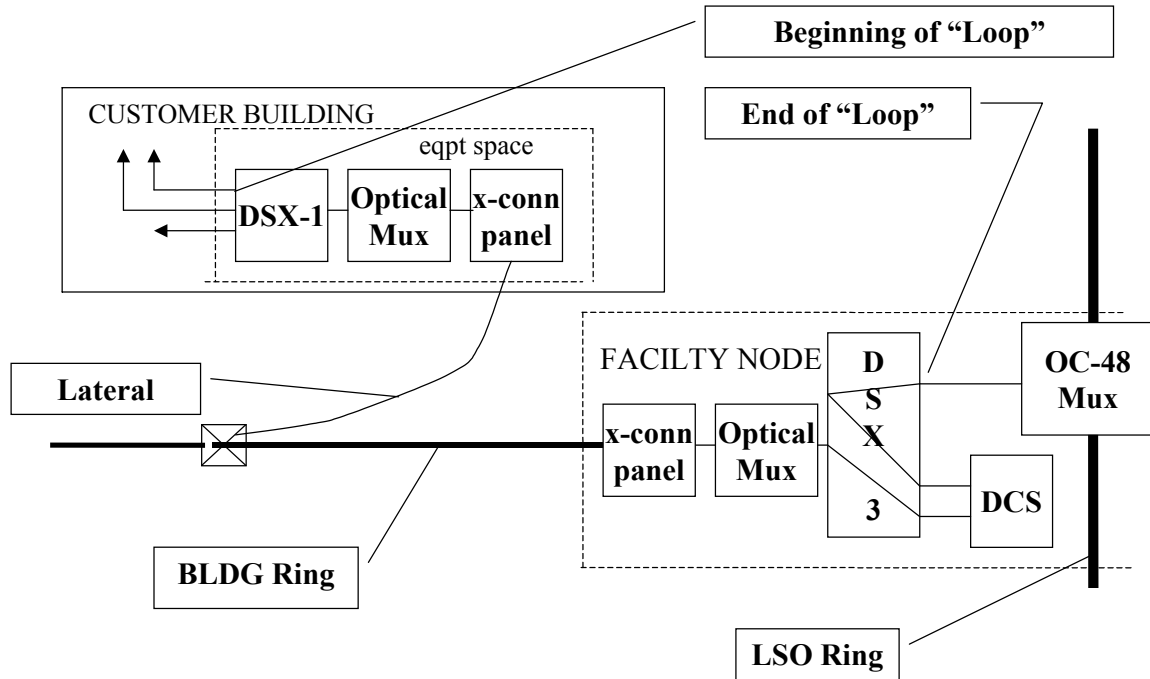 Beginning of “Loop”
CUSTOMER BUILDING
End of “Loop”
eqpt space
DSX-1
Optical
Mux
x-conn
panel
Lateral
FACILTY NODE
D
S
X
3
OC-48
Mux
x-conn
panel
Optical
Mux
DCS
BLDG Ring
LSO Ring